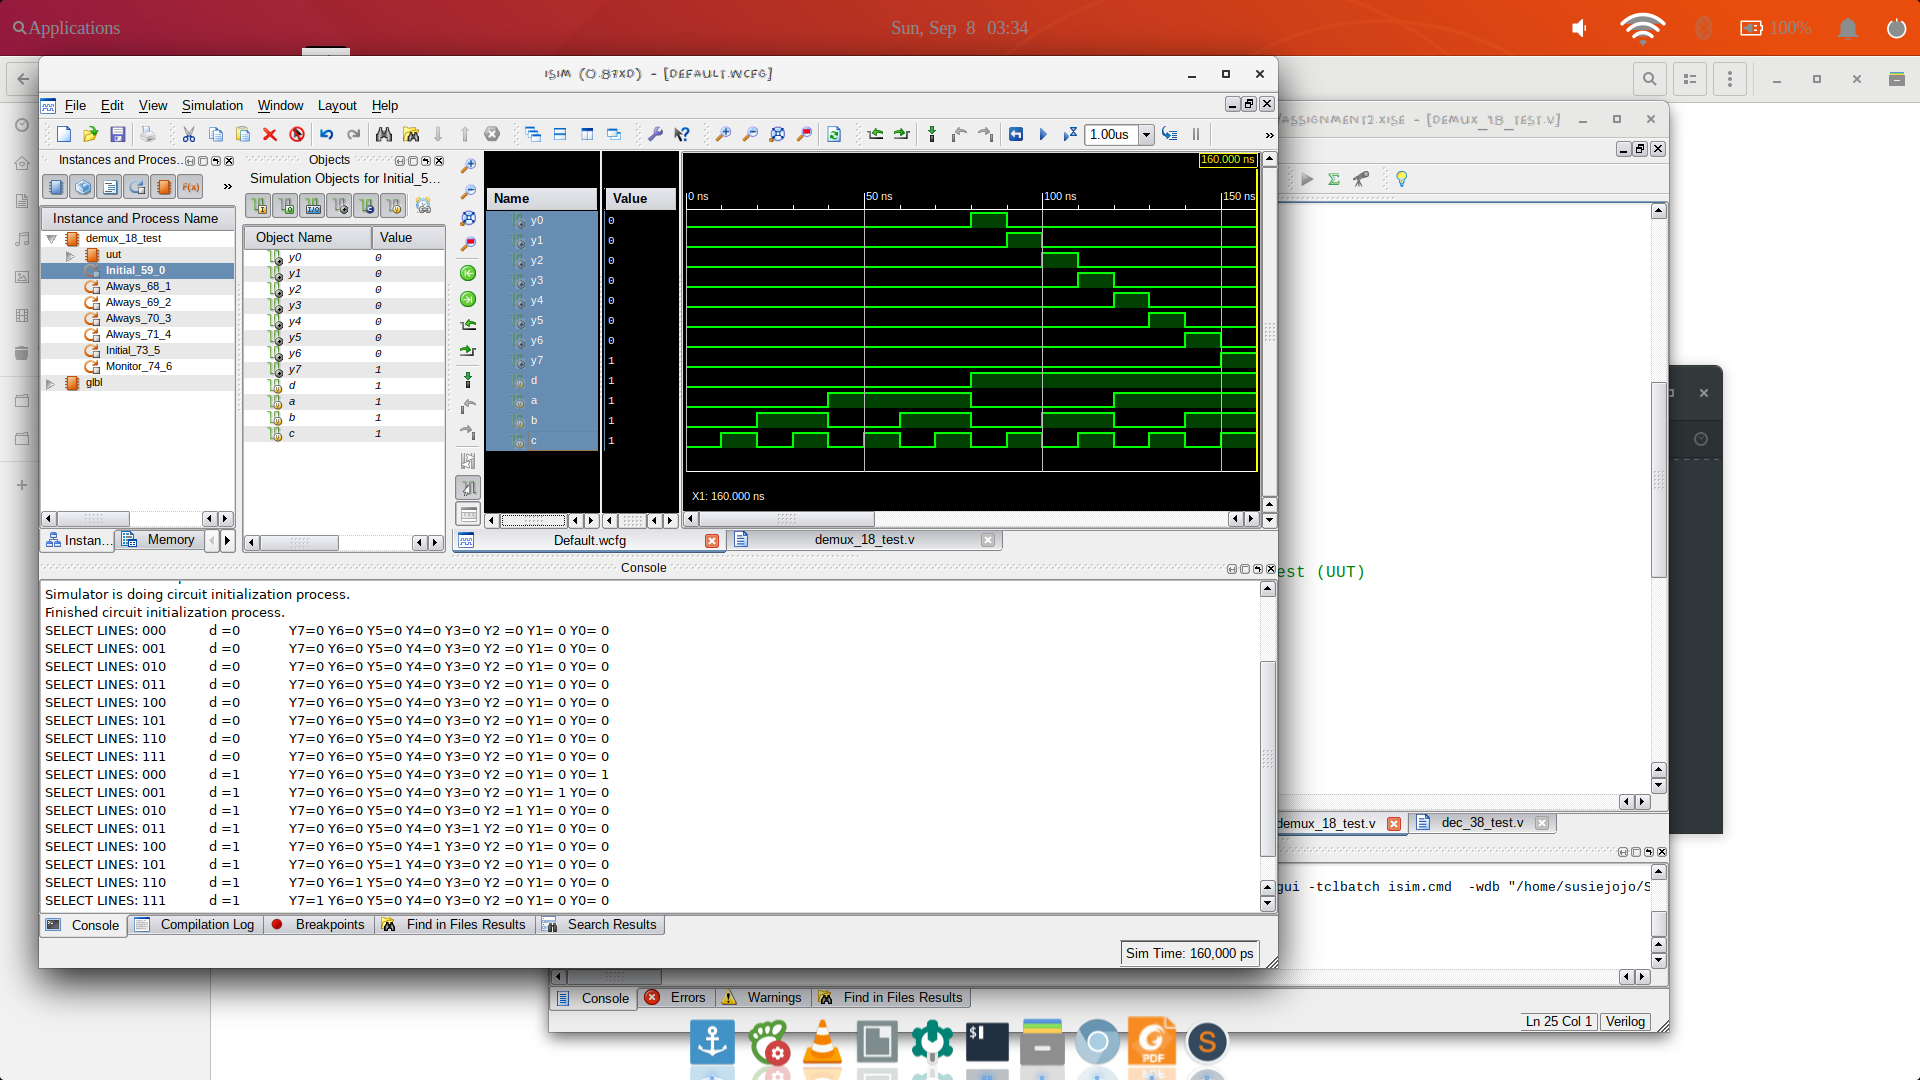 Applications
Sun, Sep 8 03:34
100%
ISIM (O.87XD) - [DEFAULT.WCFG]
File Edit View Simulation Window Layout Help
1.00us
»
Instances and Proces..
»
Instance and Process Name
demux_18_test
uut
Initial_59_0
Always_68_1
Always_69_2
Always_70_3
Always_71_4
Initial_73_5
Monitor_74_6
glbl
Instan...
Memory
Objects
Simulation Objects for Initial_5...
Object Name Value
y0 0
y1 0
y2 0
y3 0
y4 0
y5 0
y6 0
y7 1
d 1
a 1
b 1
c 1
160.000 ns
Name Value
0 ns 50 ns 100 ns 150 ns
y0 0
y1 0
y2 0
y3 0
y4 0
y5 0
y6 0
y7 1
d 1
a 1
b 1
c 1
X1: 160.000 ns
Default.wcfg demux_18_test.v
Console
Simulator is doing circuit initialization process.
Finished circuit initialization process.
SELECT LINES: 000 d =0 Y7=0 Y6=0 Y5=0 Y4=0 Y3=0 Y2 =0 Y1= 0 Y0= 0
SELECT LINES: 001 d =0 Y7=0 Y6=0 Y5=0 Y4=0 Y3=0 Y2 =0 Y1= 0 Y0= 0
SELECT LINES: 010 d =0 Y7=0 Y6=0 Y5=0 Y4=0 Y3=0 Y2 =0 Y1= 0 Y0= 0
SELECT LINES: 011 d =0 Y7=0 Y6=0 Y5=0 Y4=0 Y3=0 Y2 =0 Y1= 0 Y0= 0
SELECT LINES: 100 d =0 Y7=0 Y6=0 Y5=0 Y4=0 Y3=0 Y2 =0 Y1= 0 Y0= 0
SELECT LINES: 101 d =0 Y7=0 Y6=0 Y5=0 Y4=0 Y3=0 Y2 =0 Y1= 0 Y0= 0
SELECT LINES: 110 d =0 Y7=0 Y6=0 Y5=0 Y4=0 Y3=0 Y2 =0 Y1= 0 Y0= 0
SELECT LINES: 111 d =0 Y7=0 Y6=0 Y5=0 Y4=0 Y3=0 Y2 =0 Y1= 0 Y0= 0
SELECT LINES: 000 d =1 Y7=0 Y6=0 Y5=0 Y4=0 Y3=0 Y2 =0 Y1= 0 Y0= 1
SELECT LINES: 001 d =1 Y7=0 Y6=0 Y5=0 Y4=0 Y3=0 Y2 =0 Y1= 1 Y0= 0
SELECT LINES: 010 d =1 Y7=0 Y6=0 Y5=0 Y4=0 Y3=0 Y2 =1 Y1= 0 Y0= 0
SELECT LINES: 011 d =1 Y7=0 Y6=0 Y5=0 Y4=0 Y3=1 Y2 =0 Y1= 0 Y0= 0
SELECT LINES: 100 d =1 Y7=0 Y6=0 Y5=0 Y4=1 Y3=0 Y2 =0 Y1= 0 Y0= 0
SELECT LINES: 101 d =1 Y7=0 Y6=0 Y5=1 Y4=0 Y3=0 Y2 =0 Y1= 0 Y0= 0
SELECT LINES: 110 d =1 Y7=0 Y6=1 Y5=0 Y4=0 Y3=0 Y2 =0 Y1= 0 Y0= 0
SELECT LINES: 111 d =1 Y7=1 Y6=0 Y5=0 Y4=0 Y3=0 Y2 =0 Y1= 0 Y0= 0
Console Compilation Log Breakpoints Find in Files Results Search Results
Sim Time: 160,000 ps
ASSIGNMENT2.XISE - [DEMUX_18_TEST.V]
est (UUT)
demux_18_test.v dec_38_test.v
gui -tclbatch isim.cmd -wdb "/home/susiejojo/S
Console Errors Warnings Find in Files Results
Ln 25 Col 1 Verilog
$
PDF
S